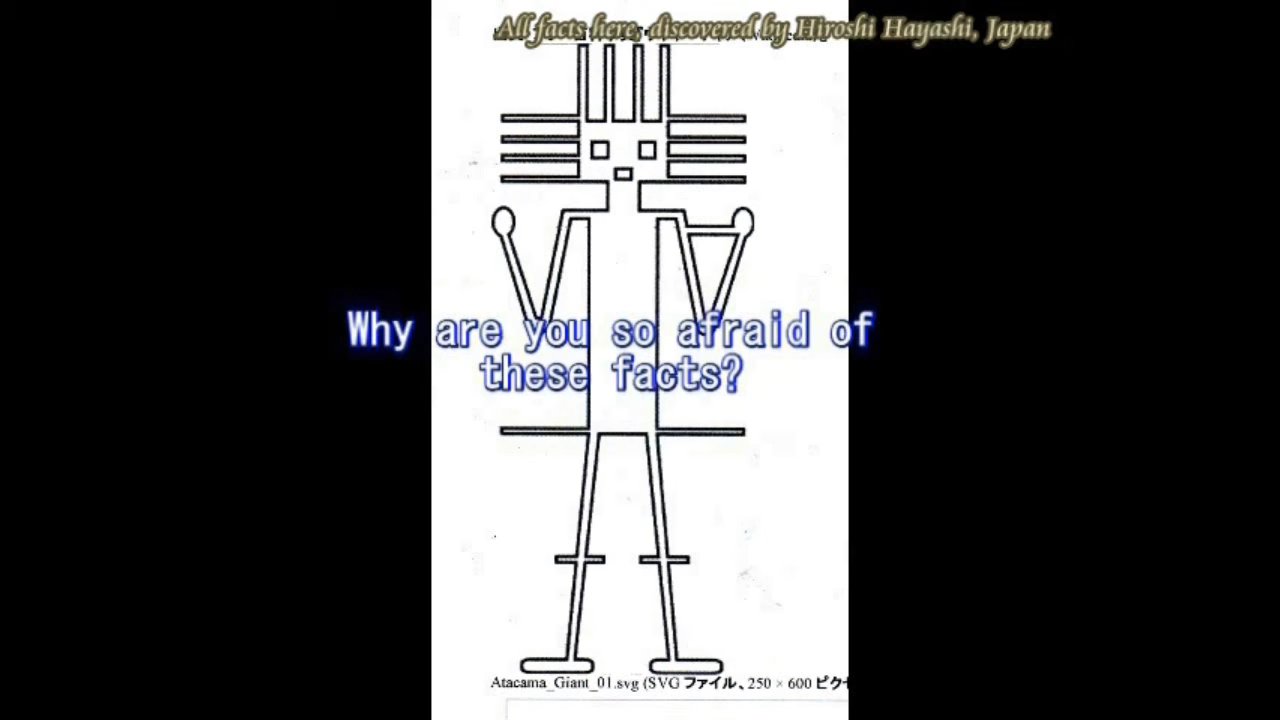 All facts here, discovered by Hiroshi Hayashi, Japan
Why are you so afraid of
these facts?
Atacama_Giant_01.svg (SVG ファイル、250 × 600 ピク